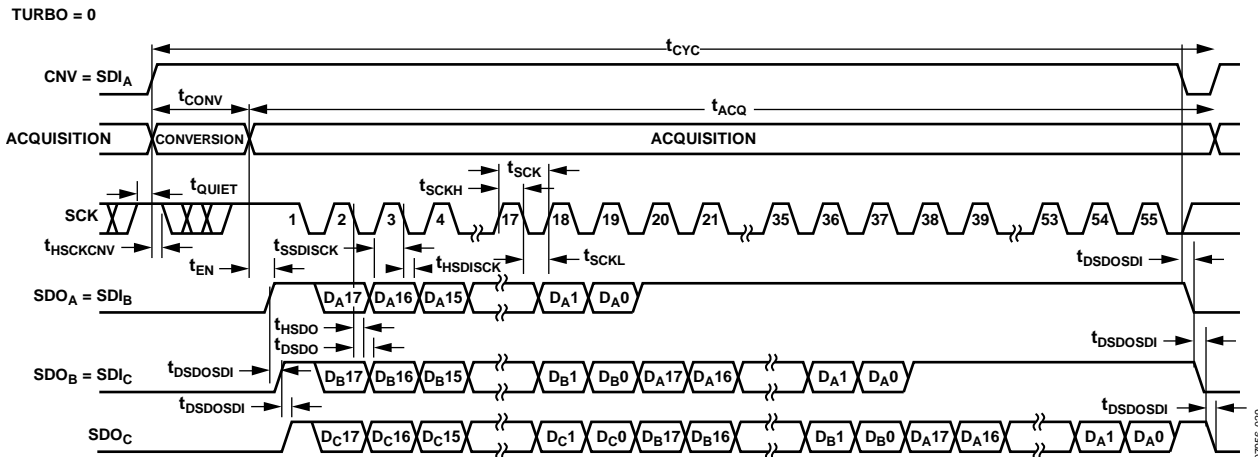 TURBO = 0
tCYC
CNV = SDIA
tCONV
tACQ
ACQUISITION
CONVERSION
ACQUISITION
tSCK
tQUIET
tSCKH
SCK
1 2 3 4 17 18 19 20 21 35 36 37 38 39 53 54 55
tHSCKCNV
tSSDISCK
tEN
tHSDISCK
tSCKL
tDSDOSDI
SDOA = SDIB
DA17 DA16 DA15 DA1 DA0
tHSDO
tDSDO
tDSDOSDI
tDSDOSDI
SDOB = SDIC
DB17 DB16 DB15 DB1 DB0 DA17 DA16 DA1 DA0
tDSDOSDI
tDSDOSDI
SDOC
DC17 DC16 DC15 DC1 DC0 DB17 DB16 DB1 DB0 DA17 DA16 DA1 DA0